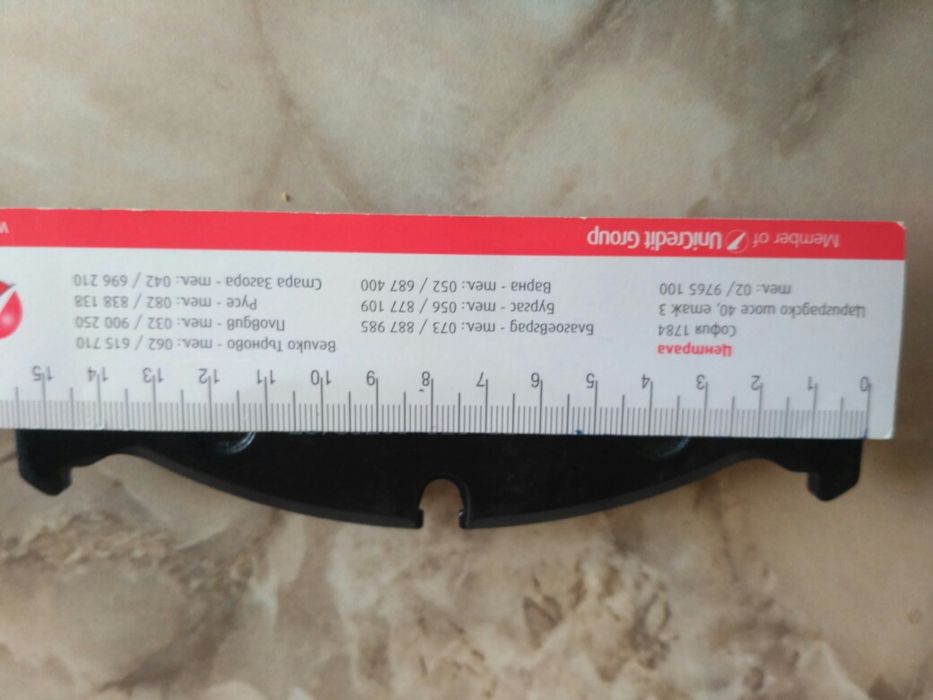 0 1 2 3 4 5 6 7 8 9 10 11 12 13 14 15
Централа
София 1784
Цариградско шосе 40, етаж 3
тел.: 02/ 9765 100
Благоевград - тел.: 073 / 887 985
Бургас - тел.: 056 / 877 109
Варна - тел.: 052 / 687 400
Велико Търново - тел.: 062 / 615 710
Пловдив - тел.: 032 / 900 250
Русе - тел.: 082 / 838 138
Стара Загора - тел.: 042 / 696 210
Member of UniCredit Group